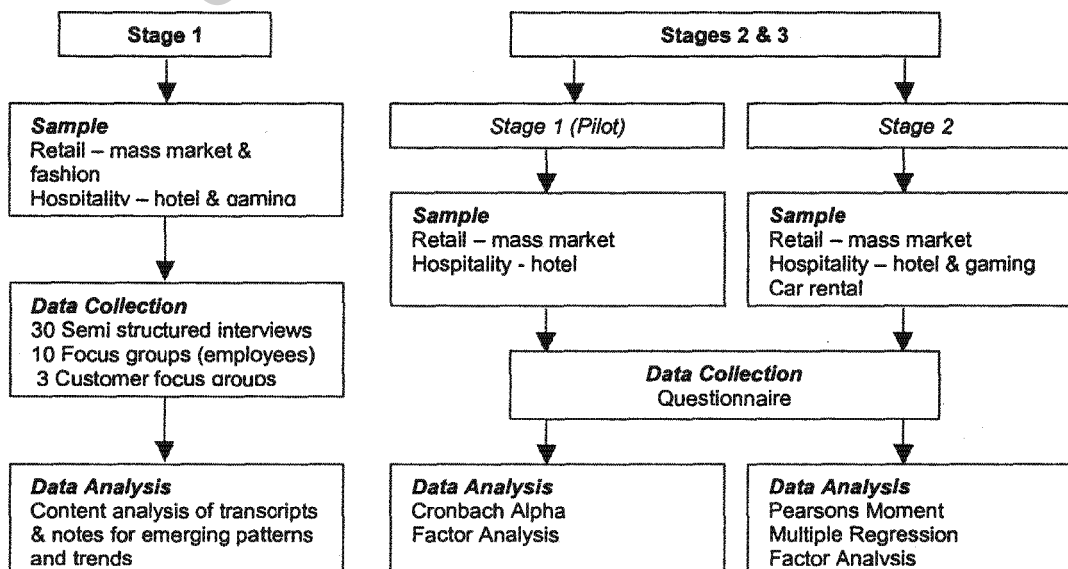 Stage 1
Sample
Retail – mass market &
fashion
Hospitality – hotel & gaming
Data Collection
30 Semi structured interviews
10 Focus groups (employees)
3 Customer focus groups
Data Analysis
Content analysis of transcripts
& notes for emerging patterns
and trends
Stages 2 & 3
Stage 1 (Pilot)
Stage 2
Sample
Retail – mass market
Hospitality - hotel
Sample
Retail – mass market
Hospitality – hotel & gaming
Car rental
Data Collection
Questionnaire
Data Analysis
Cronbach Alpha
Factor Analysis
Data Analysis
Pearsons Moment
Multiple Regression
Factor Analysis